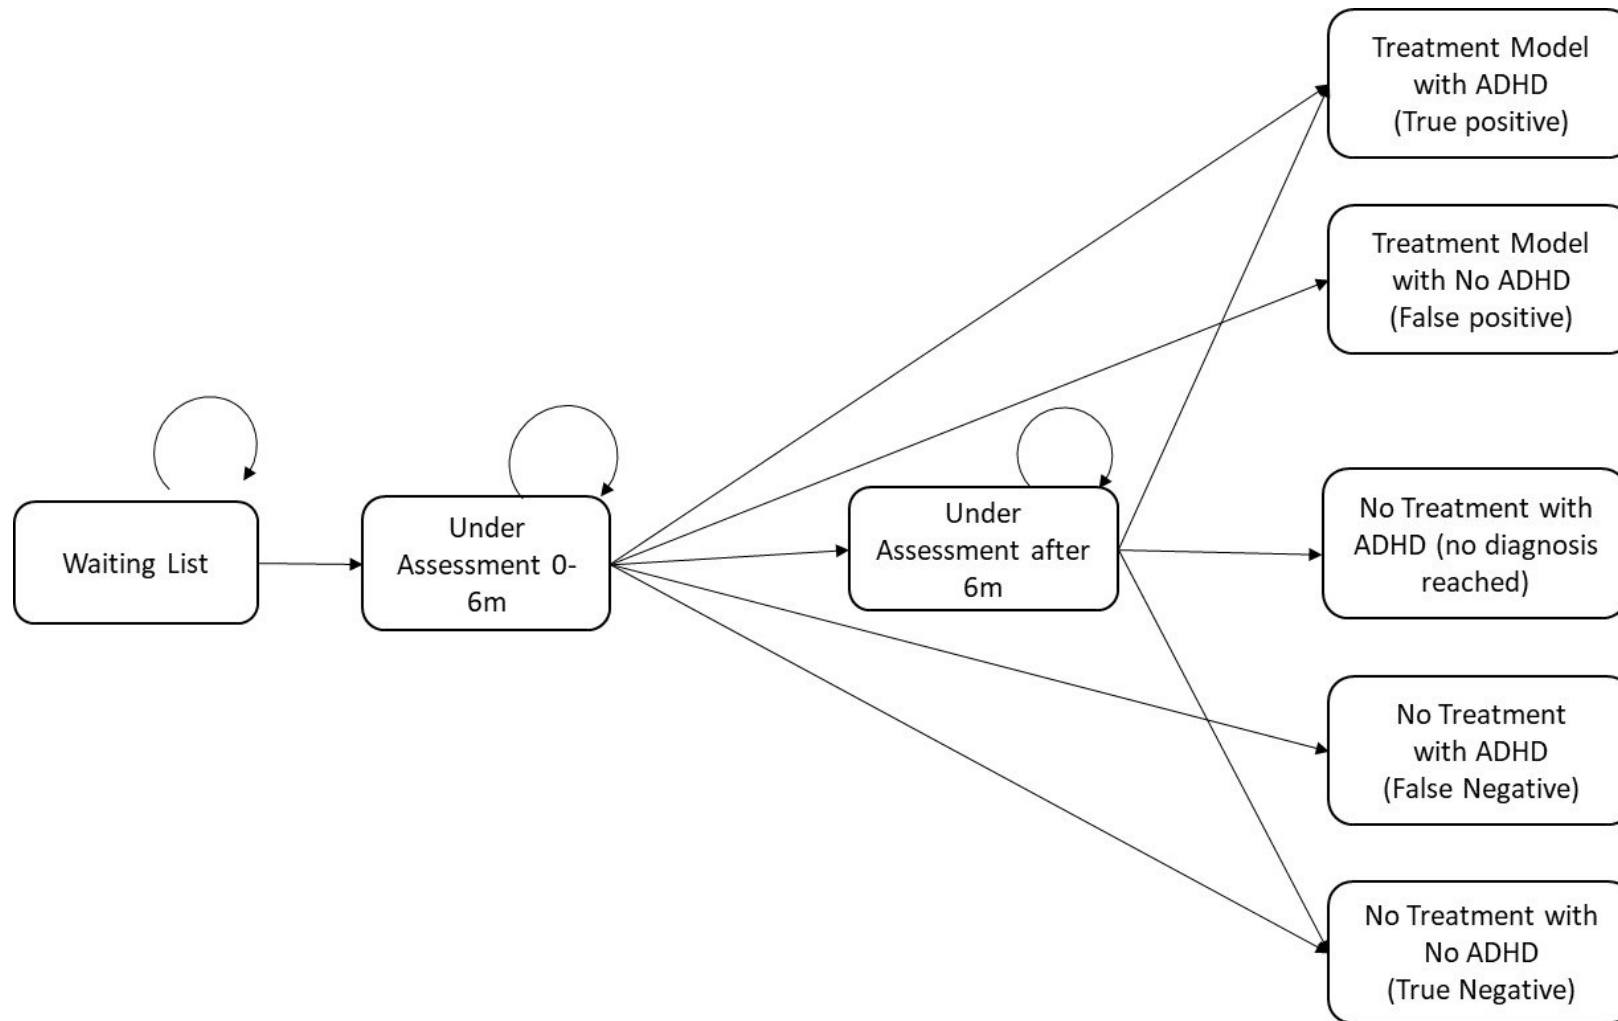 Treatment Model
with ADHD
(True positive)
Treatment Model
with No ADHD
(False positive)
Waiting List
Under
Assessment 0-
6m
Under
Assessment after
6m
No Treatment with
ADHD (no diagnosis
reached)
No Treatment
with ADHD
(False Negative)
No Treatment with
No ADHD
(True Negative)